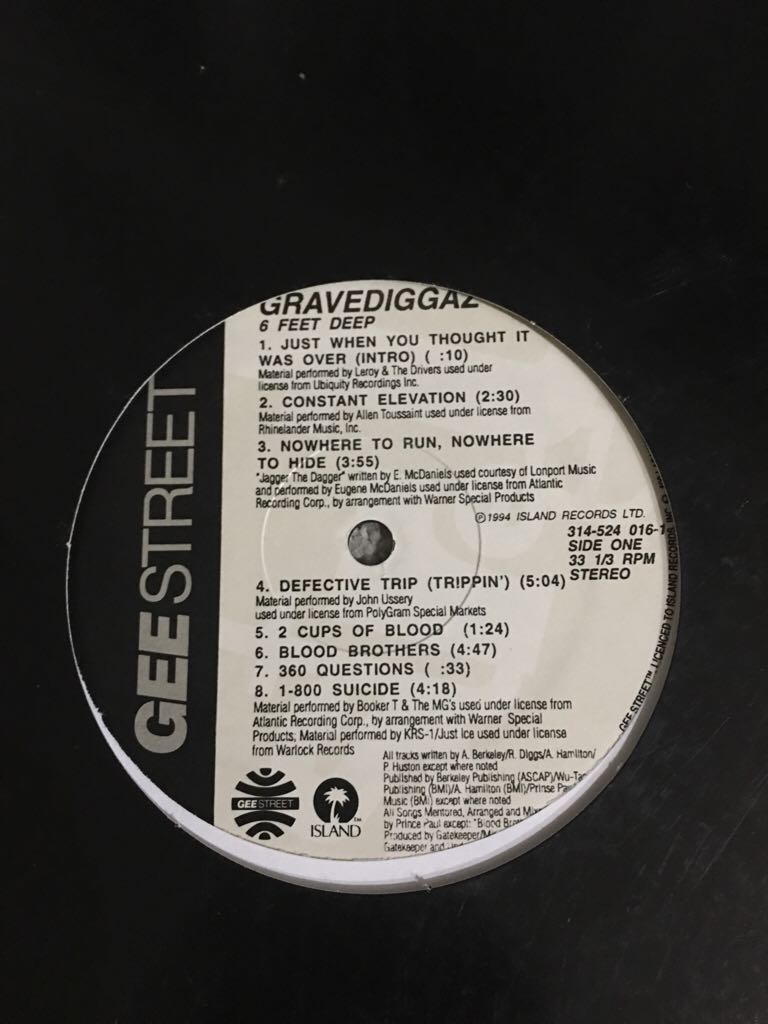 GRAVEDIGGAZ
6 FEET DEEP
1. JUST WHEN YOU THOUGHT IT
WAS OVER (INTRO) ( :10)
Material performed by Leroy & The Drivers used under
license from Ubiquity Recordings Inc.
2. CONSTANT ELEVATION (2:30)
Material performed by Allen Toussaint used under license from
Rhinelander Music, Inc.
3. NOWHERE TO RUN, NOWHERE
TO HIDE (3:55)
"Jagger The Dagger" written by E. McDaniels used courtesy of Lonport Music
and performed by Eugene McDaniels used under license from Atlantic
Recording Corp., by arrangement with Warner Special Products
℗1994 ISLAND RECORDS LTD.
314-524 016-1
SIDE ONE
33 1/3 RPM
STEREO
4. DEFECTIVE TRIP (TRIPPIN') (5:04)
Material performed by John Ussery
used under license from PolyGram Special Markets
5. 2 CUPS OF BLOOD (1:24)
6. BLOOD BROTHERS (4:47)
7. 360 QUESTIONS ( :33)
8. 1-800 SUICIDE (4:18)
Material performed by Booker T & The MG's used under license from
Atlantic Recording Corp., by arrangement with Warner Special
Products; Material performed by KRS-1/Just Ice used under license
from Warlock Records
All tracks written by A. Berkeley/R. Diggs/A. Hamilton/
P. Huston except where noted
Published by Berkeley Publishing (ASCAP)/Wu-Tang
Publishing (BMI)/A. Hamilton (BMI)/Prinse Pau
Music (BMI) except where noted
All Songs Mentored, Arranged and Mix
by Prince Paul except: "Blood Bro
Produced by Gatekeeper/
Gatekeeper and
GEE STREET
GEE STREET
ISLAND™
GEE STREET™ LICENCED TO ISLAND RECORDS, INC.